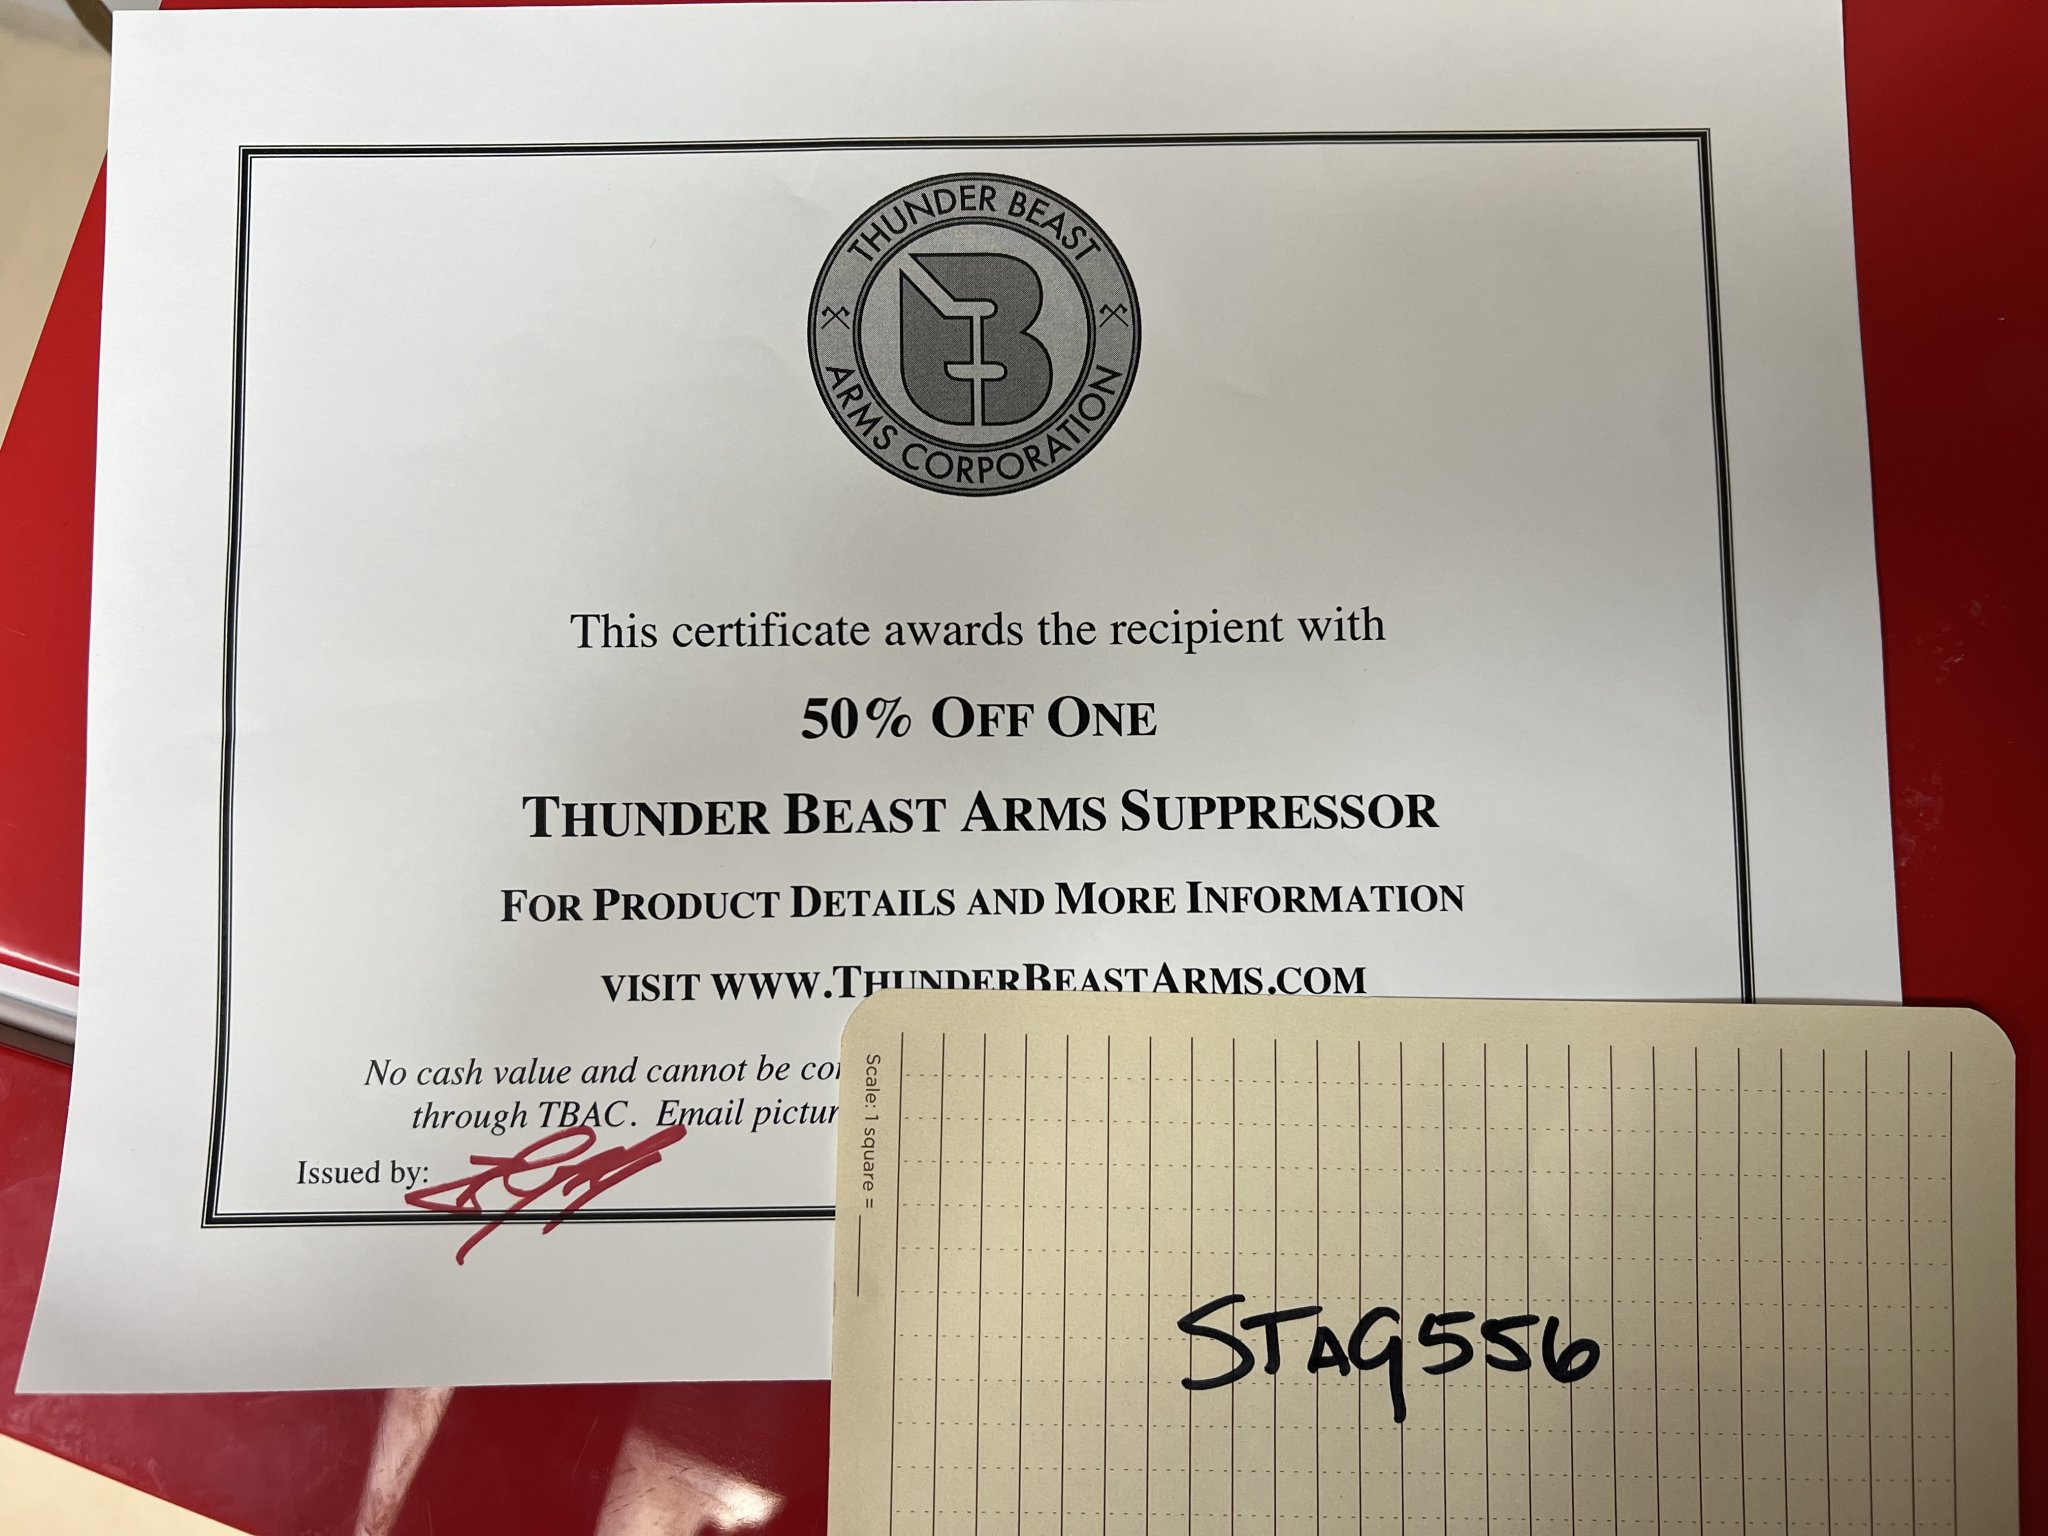 THUNDER BEAST
ARMS CORPORATION
This certificate awards the recipient with
50% OFF ONE
THUNDER BEAST ARMS SUPPRESSOR
FOR PRODUCT DETAILS AND MORE INFORMATION
VISIT WWW.THUNDERBEASTARMS.COM
No cash value and cannot be
through TBAC. Email
Issued by:
Scale: 1 square =
STAG556